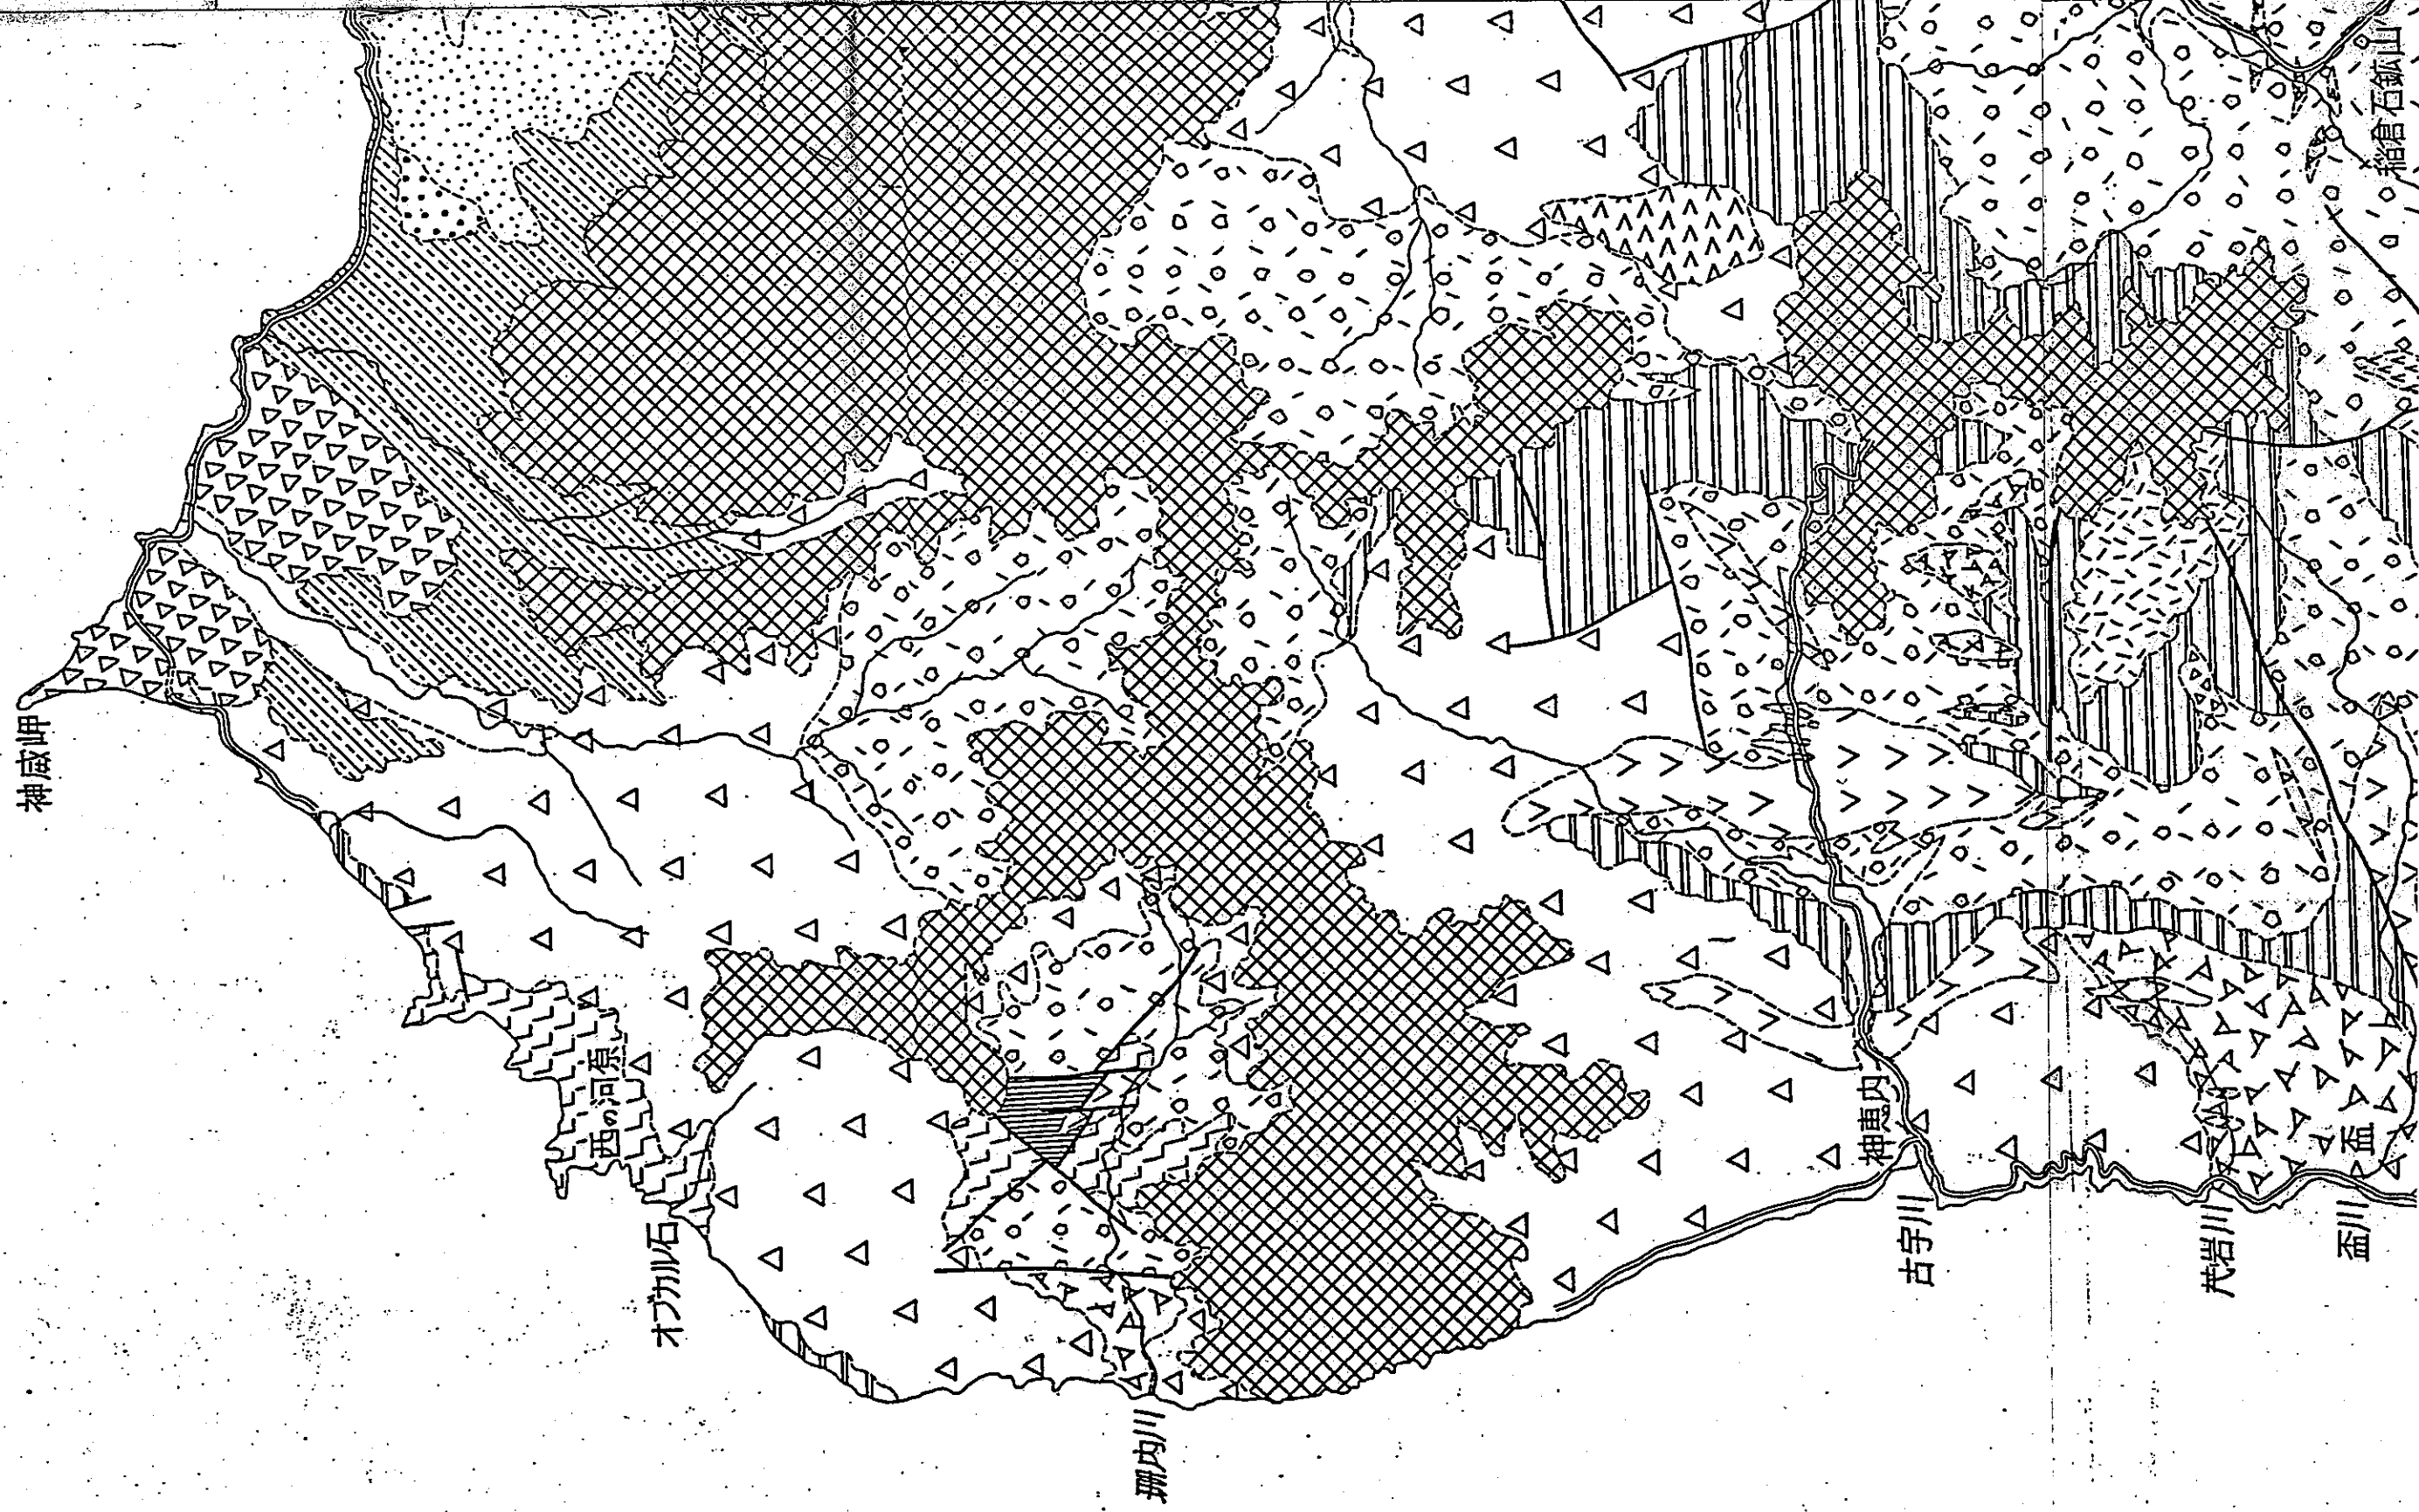 神威岬
西の河原
オブカル石
珊内川
神恵内
古宇川
茂岩川
盃川
盃
稲倉石鉱山